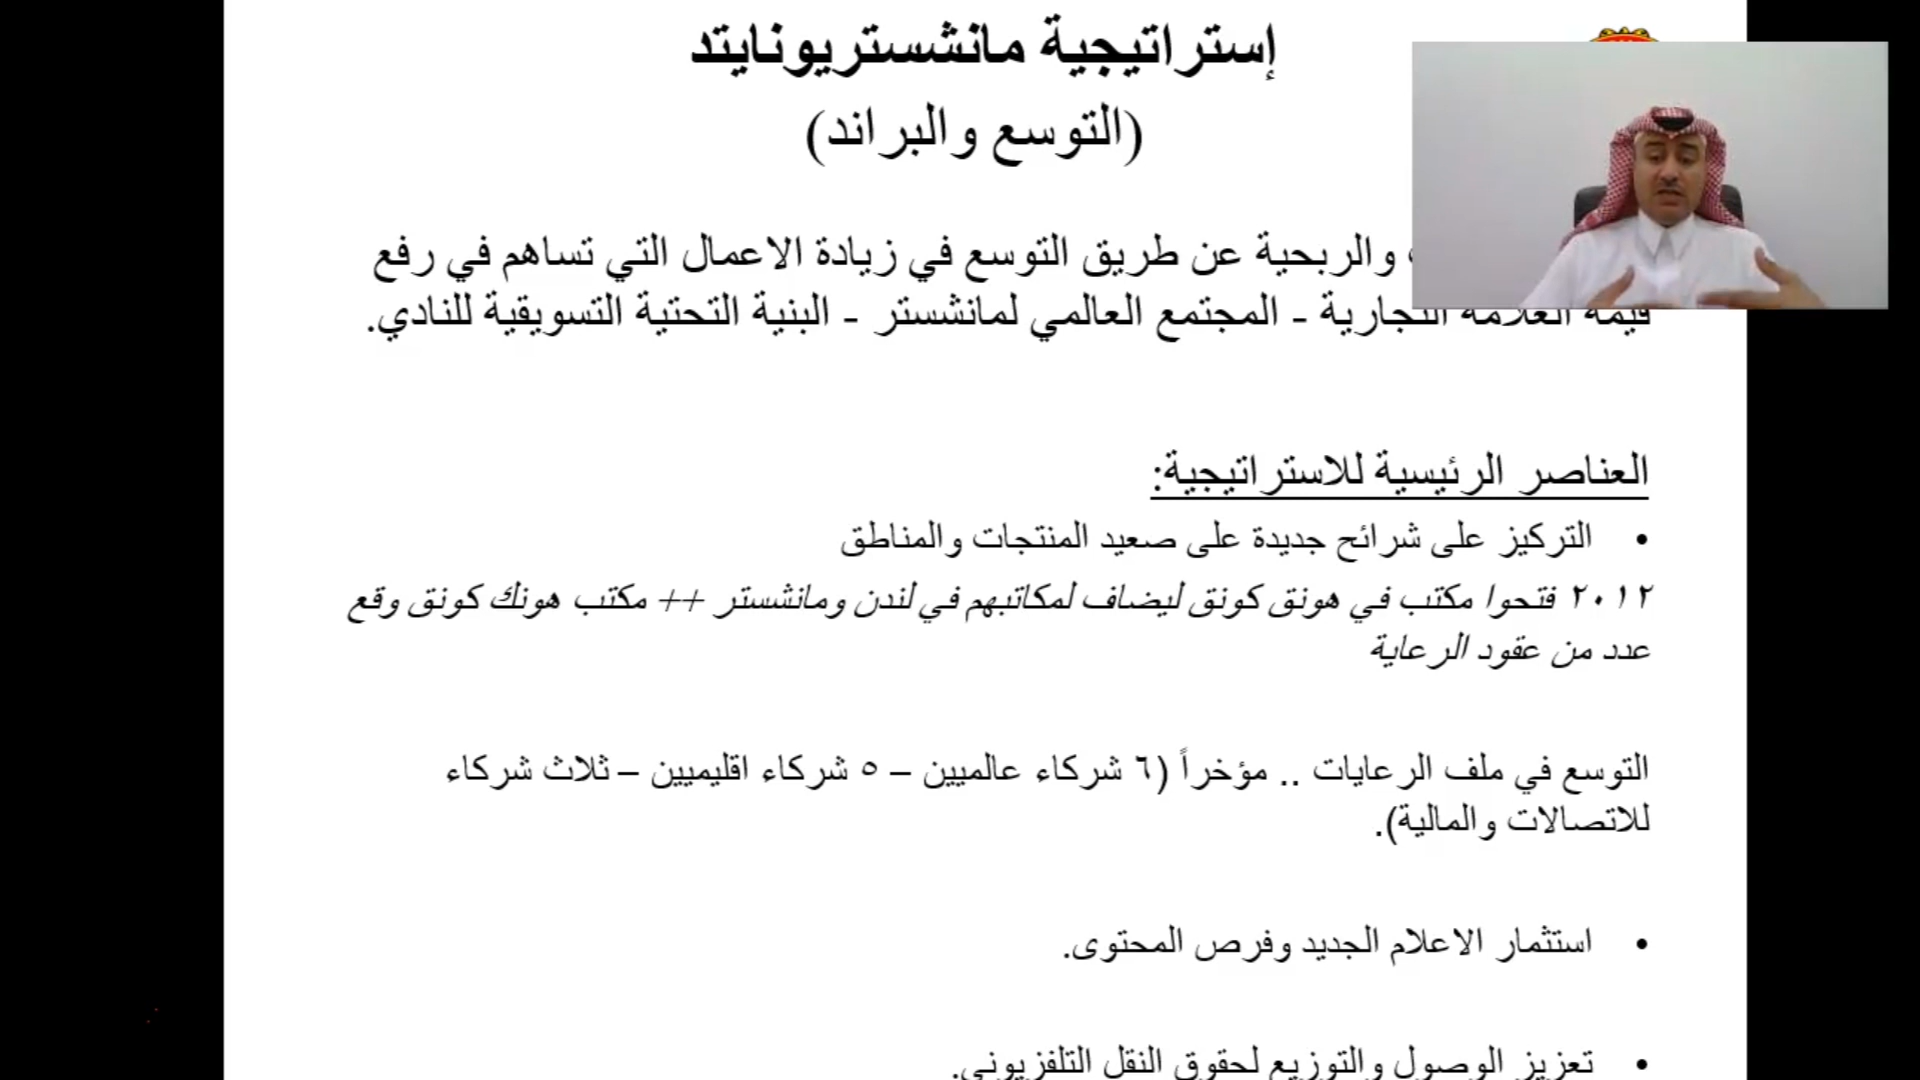 إستراتيجية مانشستريونايتد
(التوسع والبراند)
والربحية عن طريق التوسع في زيادة الاعمال التي تساهم في رفع
قيمة العلامة التجارية - المجتمع العالمي لمانشستر - البنية التحتية التسويقية للنادي.
العناصر الرئيسية للاستراتيجية:
• التركيز على شرائح جديدة على صعيد المنتجات والمناطق
٢٠١٢ فتحوا مكتب في هونق كونق ليضاف لمكاتبهم في لندن ومانشستر ++ مكتب هونك كونق وقع
عدد من عقود الرعاية
التوسع في ملف الرعايات .. مؤخراً (٦ شركاء عالميين – ٥ شركاء اقليميين – ثلاث شركاء
للاتصالات والمالية).
• استثمار الاعلام الجديد وفرص المحتوى.
• تعزيز الوصول والتوزيع لحقوق النقل التلفزيوني.